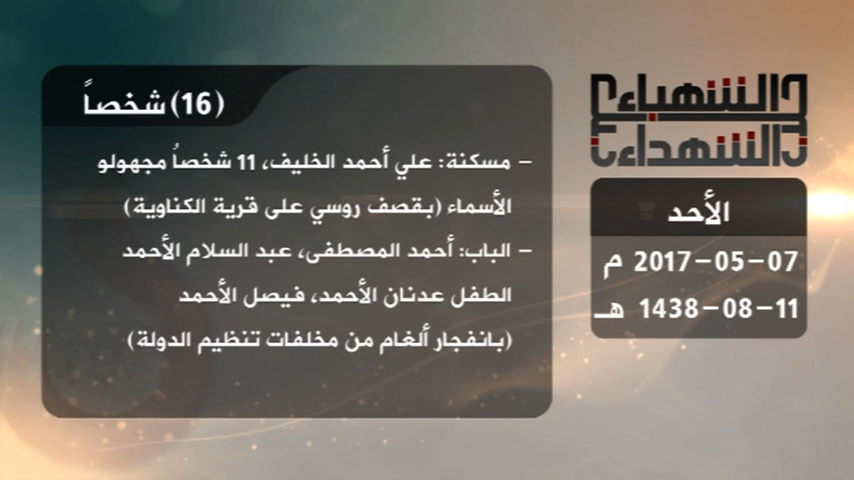 الشهباء
والشهداء
الأحد
07-05-2017 م
11-08-1438 هـ
(16) شخصاً
- مسكنة: علي أحمد الخليف، 11 شخصاُ مجهولو
الأسماء (بقصف روسي على قرية الكناوية)
- الباب: أحمد المصطفى، عبد السلام الأحمد
الطفل عدنان الأحمد، فيصل الأحمد
(بانفجار ألغام من مخلفات تنظيم الدولة)